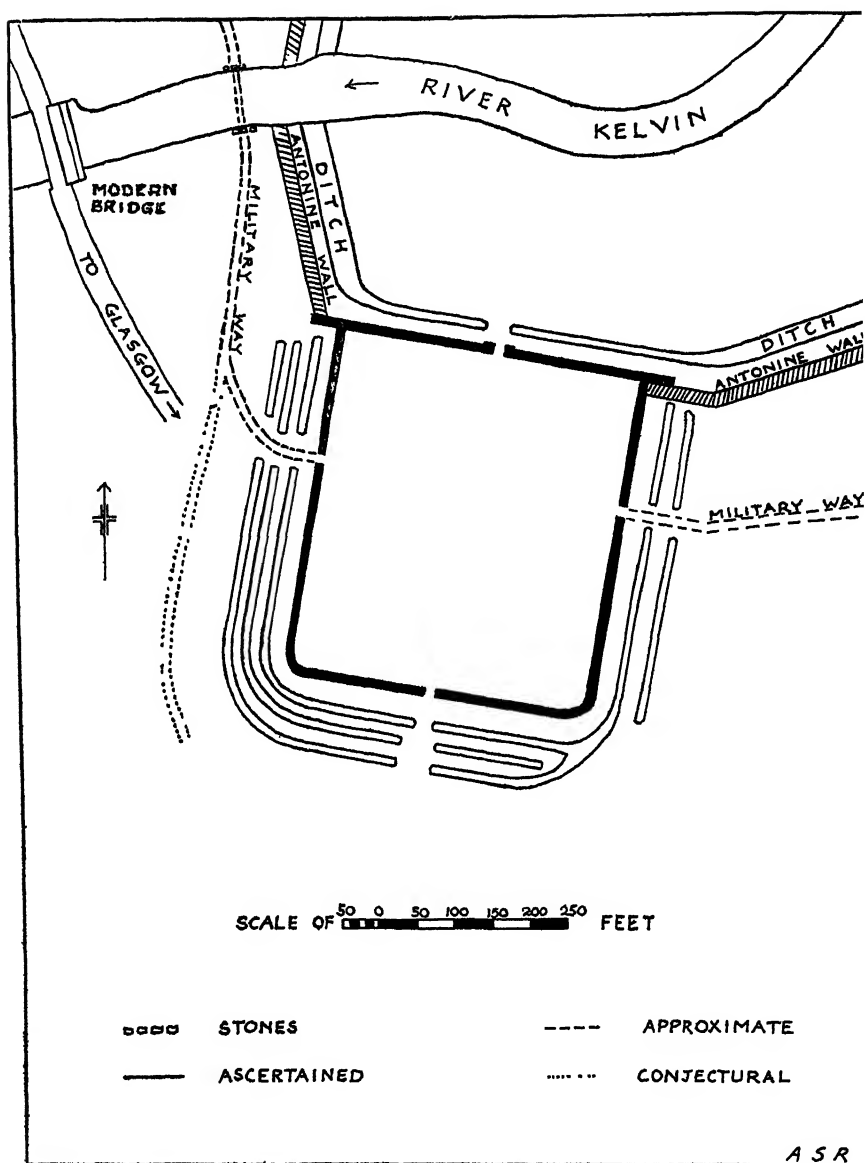 ← RIVER KELVIN
MODERN
BRIDGE
TO GLASGOW →
MILITARY WAY
ANTONINE WALL
DITCH
DITCH
ANTONINE WALL
MILITARY WAY
SCALE OF 50 0 50 100 150 200 250 FEET
STONES
APPROXIMATE
ASCERTAINED
CONJECTURAL
A S R